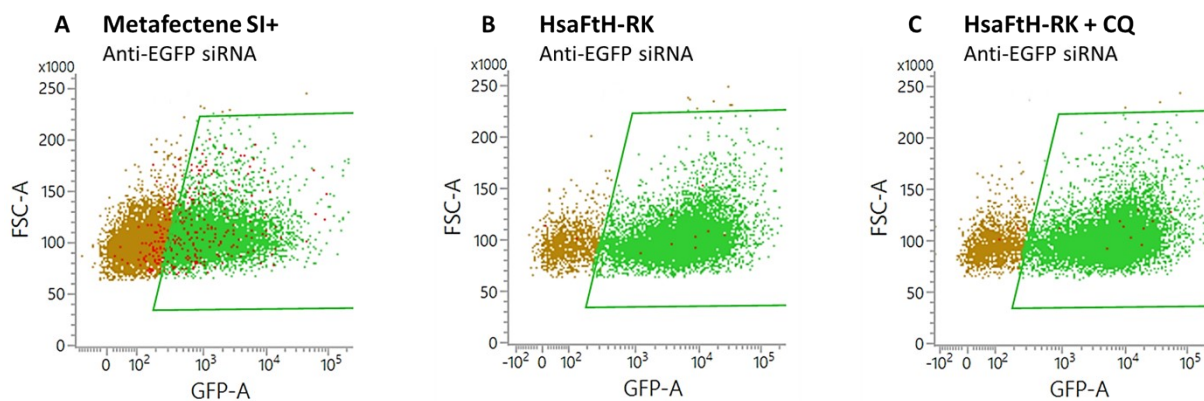 A Metafectene SI+
Anti-EGFP siRNA
x1000
250
200
150
100
50
0
FSC-A
0 10² 10³ 10⁴ 10⁵
GFP-A
B HsaFtH-RK
Anti-EGFP siRNA
x1000
250
200
150
100
50
0
FSC-A
-10² 0 10² 10³ 10⁴ 10⁵
GFP-A
C HsaFtH-RK + CQ
Anti-EGFP siRNA
x1000
250
200
150
100
50
0
FSC-A
-10² 0 10² 10³ 10⁴ 10⁵
GFP-A